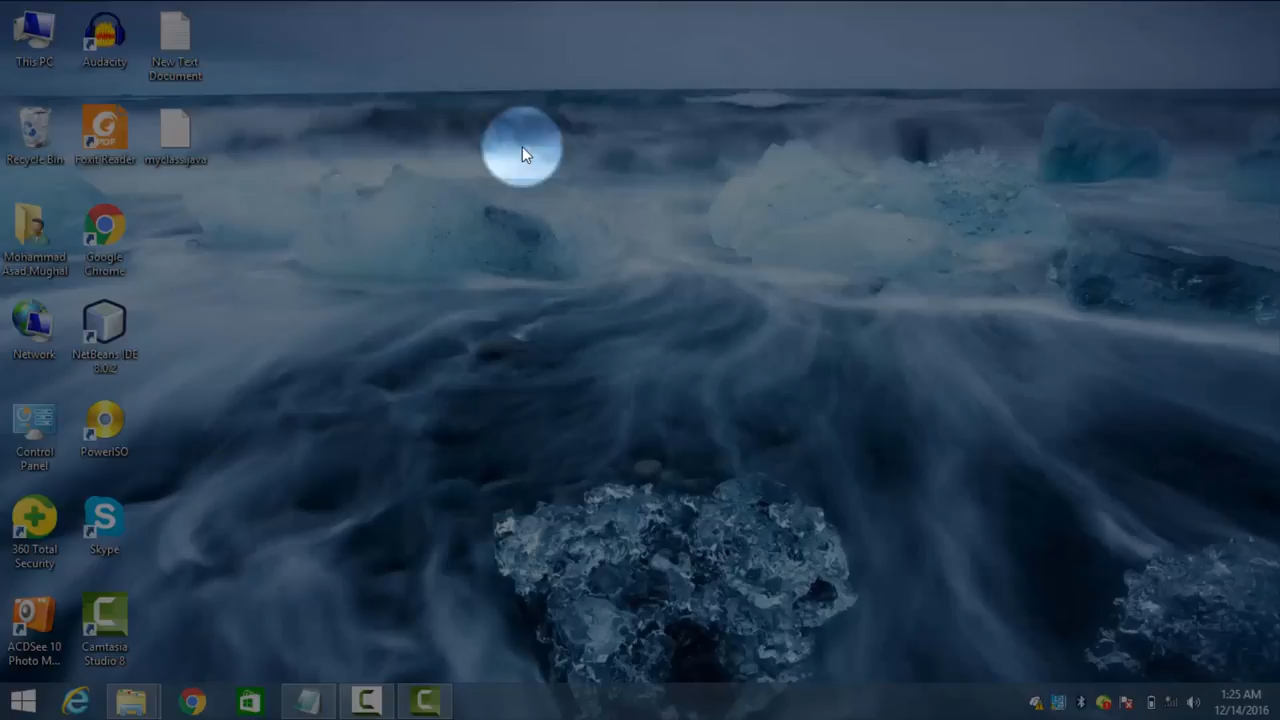 This PC
Audacity
New Text
Document
Recycle Bin
Foxit Reader
myclass.java
PDF
Mohammad
Asad Mughal
Google
Chrome
Network
NetBeans IDE
8.0.2
Control
Panel
PowerISO
360 Total
Security
Skype
ACDSee 10
Photo M...
Camtasia
Studio 8
1:25 AM
12/14/2016